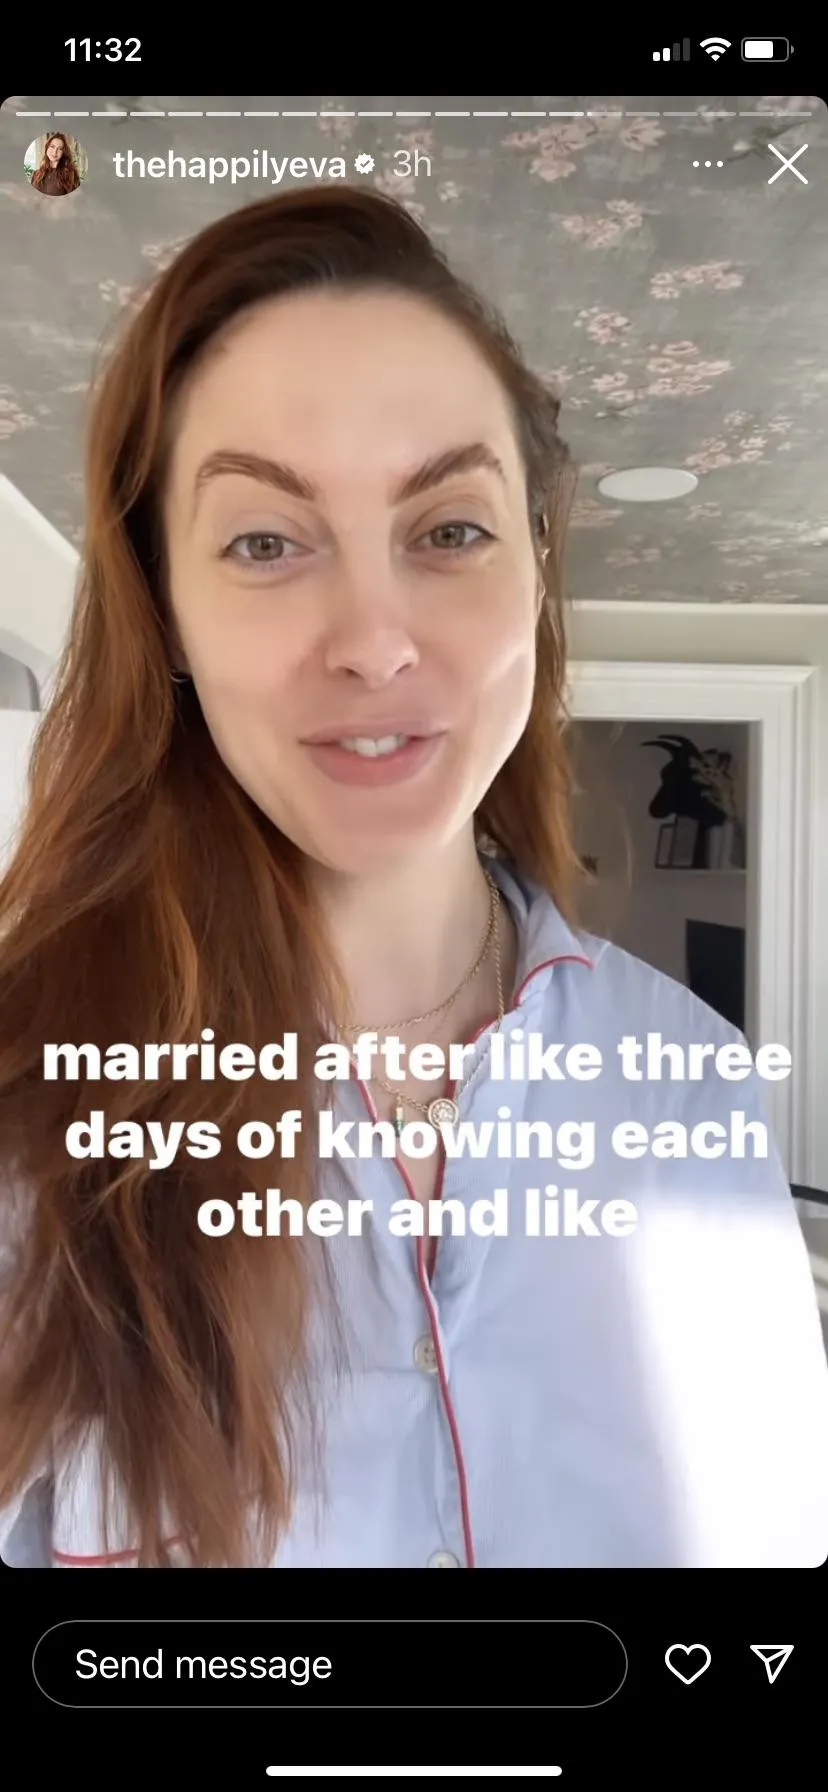 11:32
thehappilyeva 3h
married after like three
days of knowing each
other and like
Send message